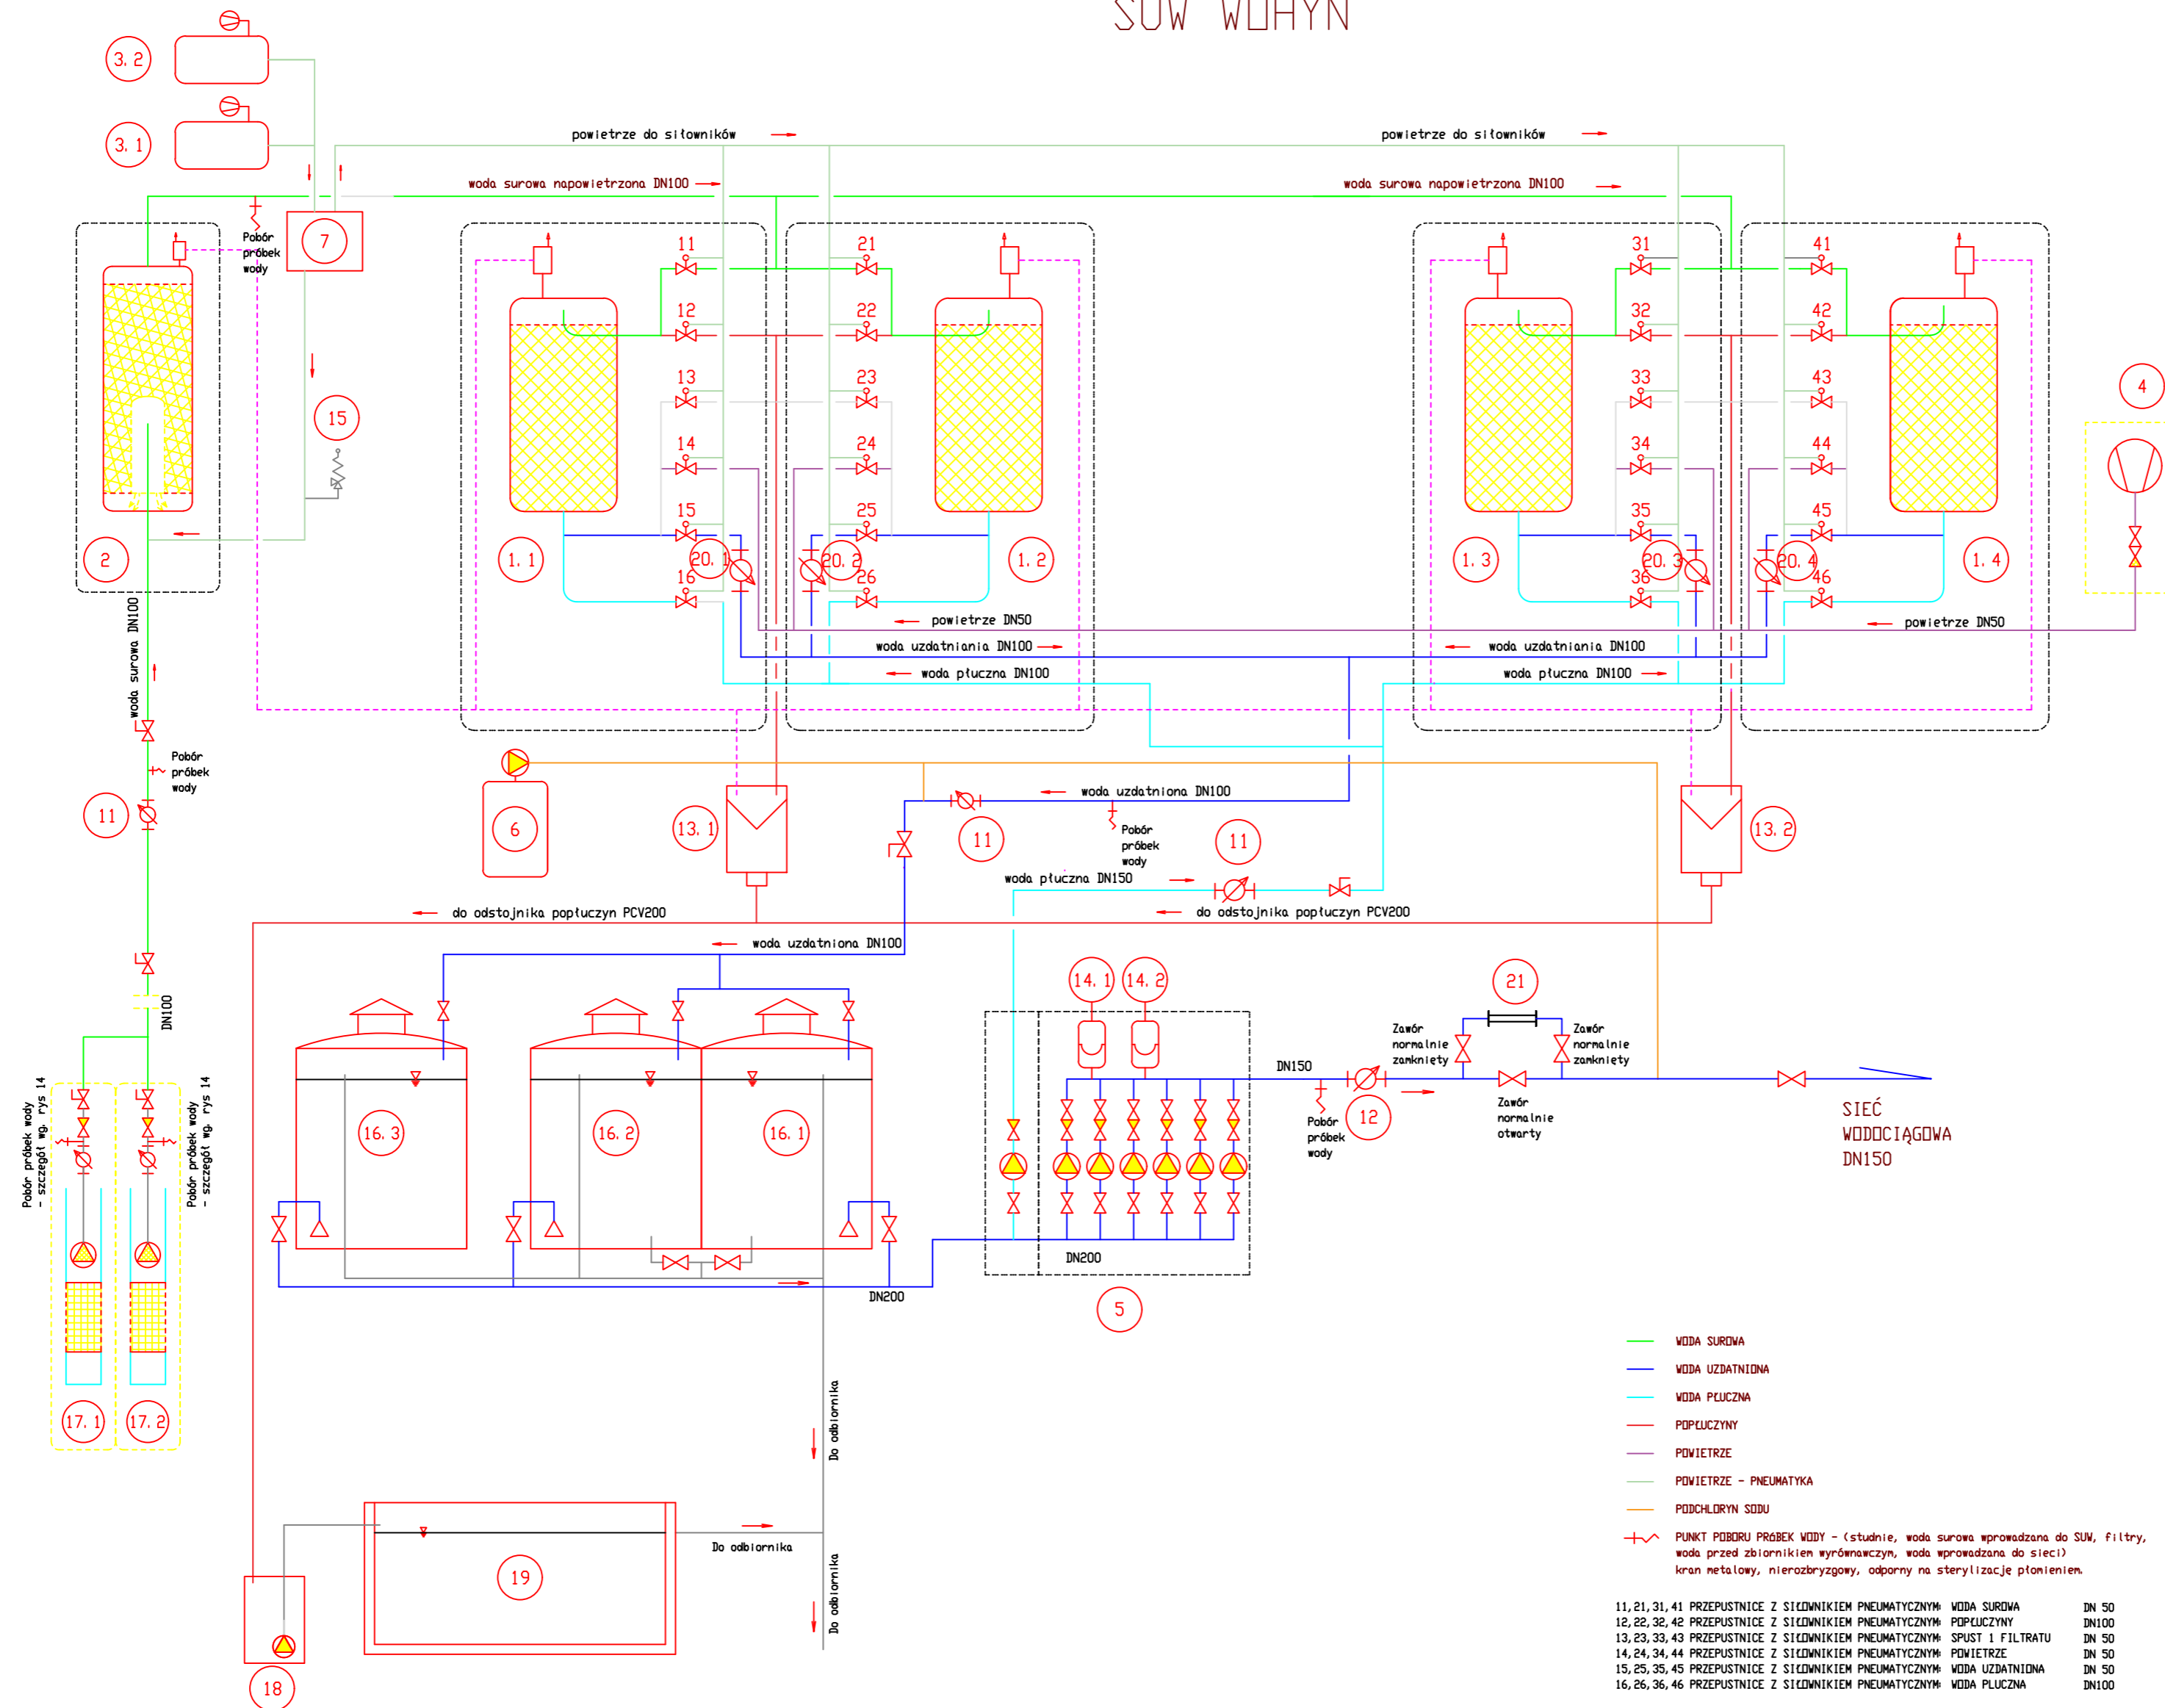 SUW WOHYŃ
3.2
3.1
powietrze do siłowników
powietrze do siłowników
woda surowa napowietrzona DN100
woda surowa napowietrzona DN100
7
Pobór
próbek
wody
11
21
31
41
12
22
32
42
13
23
33
43
4
15
14
24
34
44
15
25
35
45
2
1.1
20.1
20.2
1.2
1.3
20.3
20.4
1.4
16
26
36
46
powietrze DN50
powietrze DN50
woda uzdatniania DN100
woda uzdatniania DN100
woda płuczna DN100
woda płuczna DN100
woda surowa DN100
Pobór
próbek
wody
11
6
13.1
woda uzdatniona DN100
11
Pobór
próbek
wody
11
13.2
woda płuczna DN150
do odstojnika popłuczyn PCV200
do odstojnika popłuczyn PCV200
woda uzdatniona DN100
DN100
14.1
14.2
21
Zawór
normalnie
zamknięty
Zawór
normalnie
zamknięty
DN150
Pobór
próbek
wody
12
Zawór
normalnie
otwarty
SIEĆ
WODOCIĄGOWA
DN150
Pobór próbek wody
- szczegół wg. rys 14
Pobór próbek wody
- szczegół wg. rys 14
16.3
16.2
16.1
DN200
DN200
5
17.1
17.2
Do odbiornika
Do odbiornika
Do odbiornika
19
18
WODA SUROWA
WODA UZDATNIONA
WODA PŁUCZNA
POPŁUCZYNY
POWIETRZE
POWIETRZE - PNEUMATYKA
PODCHLORYN SODU
PUNKT POBORU PRÓBEK WODY - (studnie, woda surowa wprowadzana do SUW, filtry,
woda przed zbiornikiem wyrównawczym, woda wprowadzana do sieci)
kran metalowy, nierozbryzgowy, odporny na sterylizację płomieniem.
11,21,31,41 PRZEPUSTNICE Z SIŁOWNIKIEM PNEUMATYCZNYM: WODA SUROWA DN 50
12,22,32,42 PRZEPUSTNICE Z SIŁOWNIKIEM PNEUMATYCZNYM: POPŁUCZYNY DN100
13,23,33,43 PRZEPUSTNICE Z SIŁOWNIKIEM PNEUMATYCZNYM: SPUST 1 FILTRATU DN 50
14,24,34,44 PRZEPUSTNICE Z SIŁOWNIKIEM PNEUMATYCZNYM: POWIETRZE DN 50
15,25,35,45 PRZEPUSTNICE Z SIŁOWNIKIEM PNEUMATYCZNYM: WODA UZDATNIONA DN 50
16,26,36,46 PRZEPUSTNICE Z SIŁOWNIKIEM PNEUMATYCZNYM: WODA PLUCZNA DN100